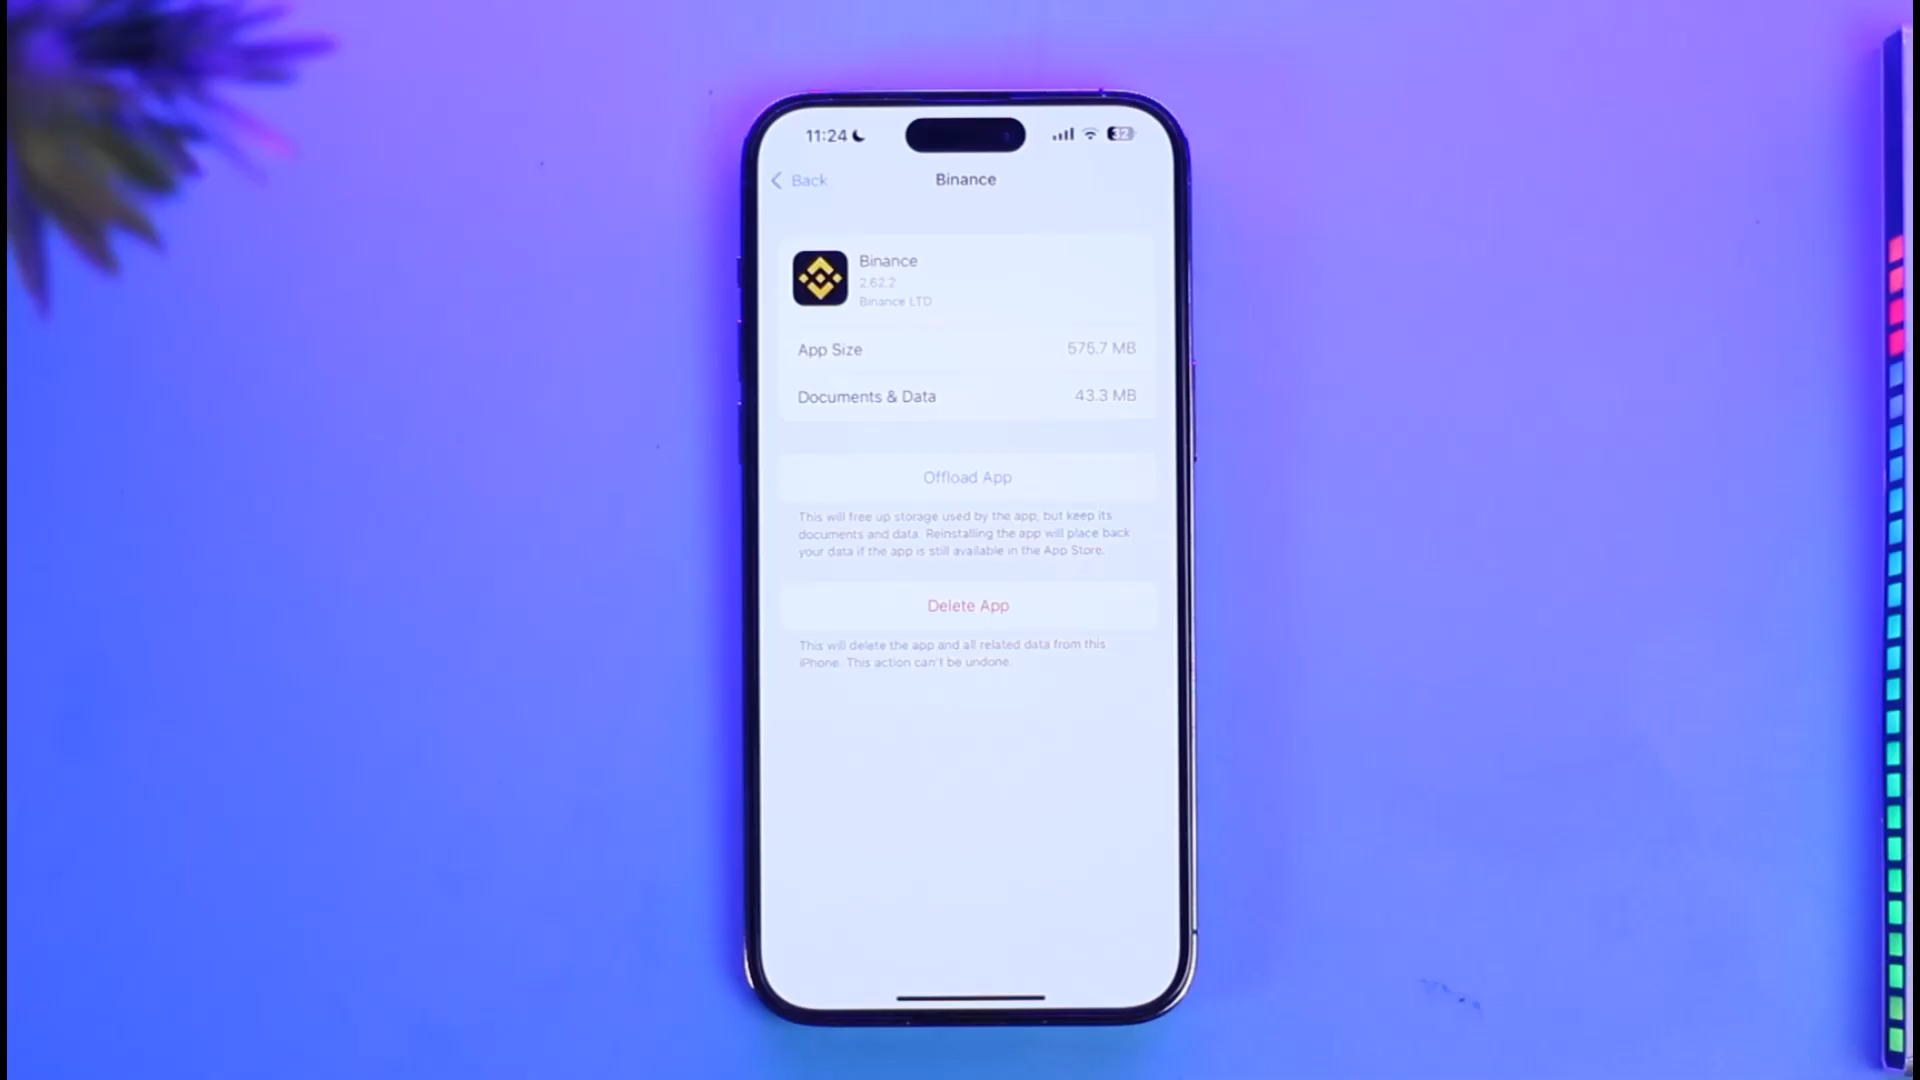 11:24
32
Back
Binance
Binance
2.62.2
Binance LTD
App Size
575.7 MB
Documents & Data
43.3 MB
Offload App
This will free up storage used by the app, but keep its
documents and data. Reinstalling the app will place back
your data if the app is still available in the App Store.
Delete App
This will delete the app and all related data from this
iPhone. This action can't be undone.